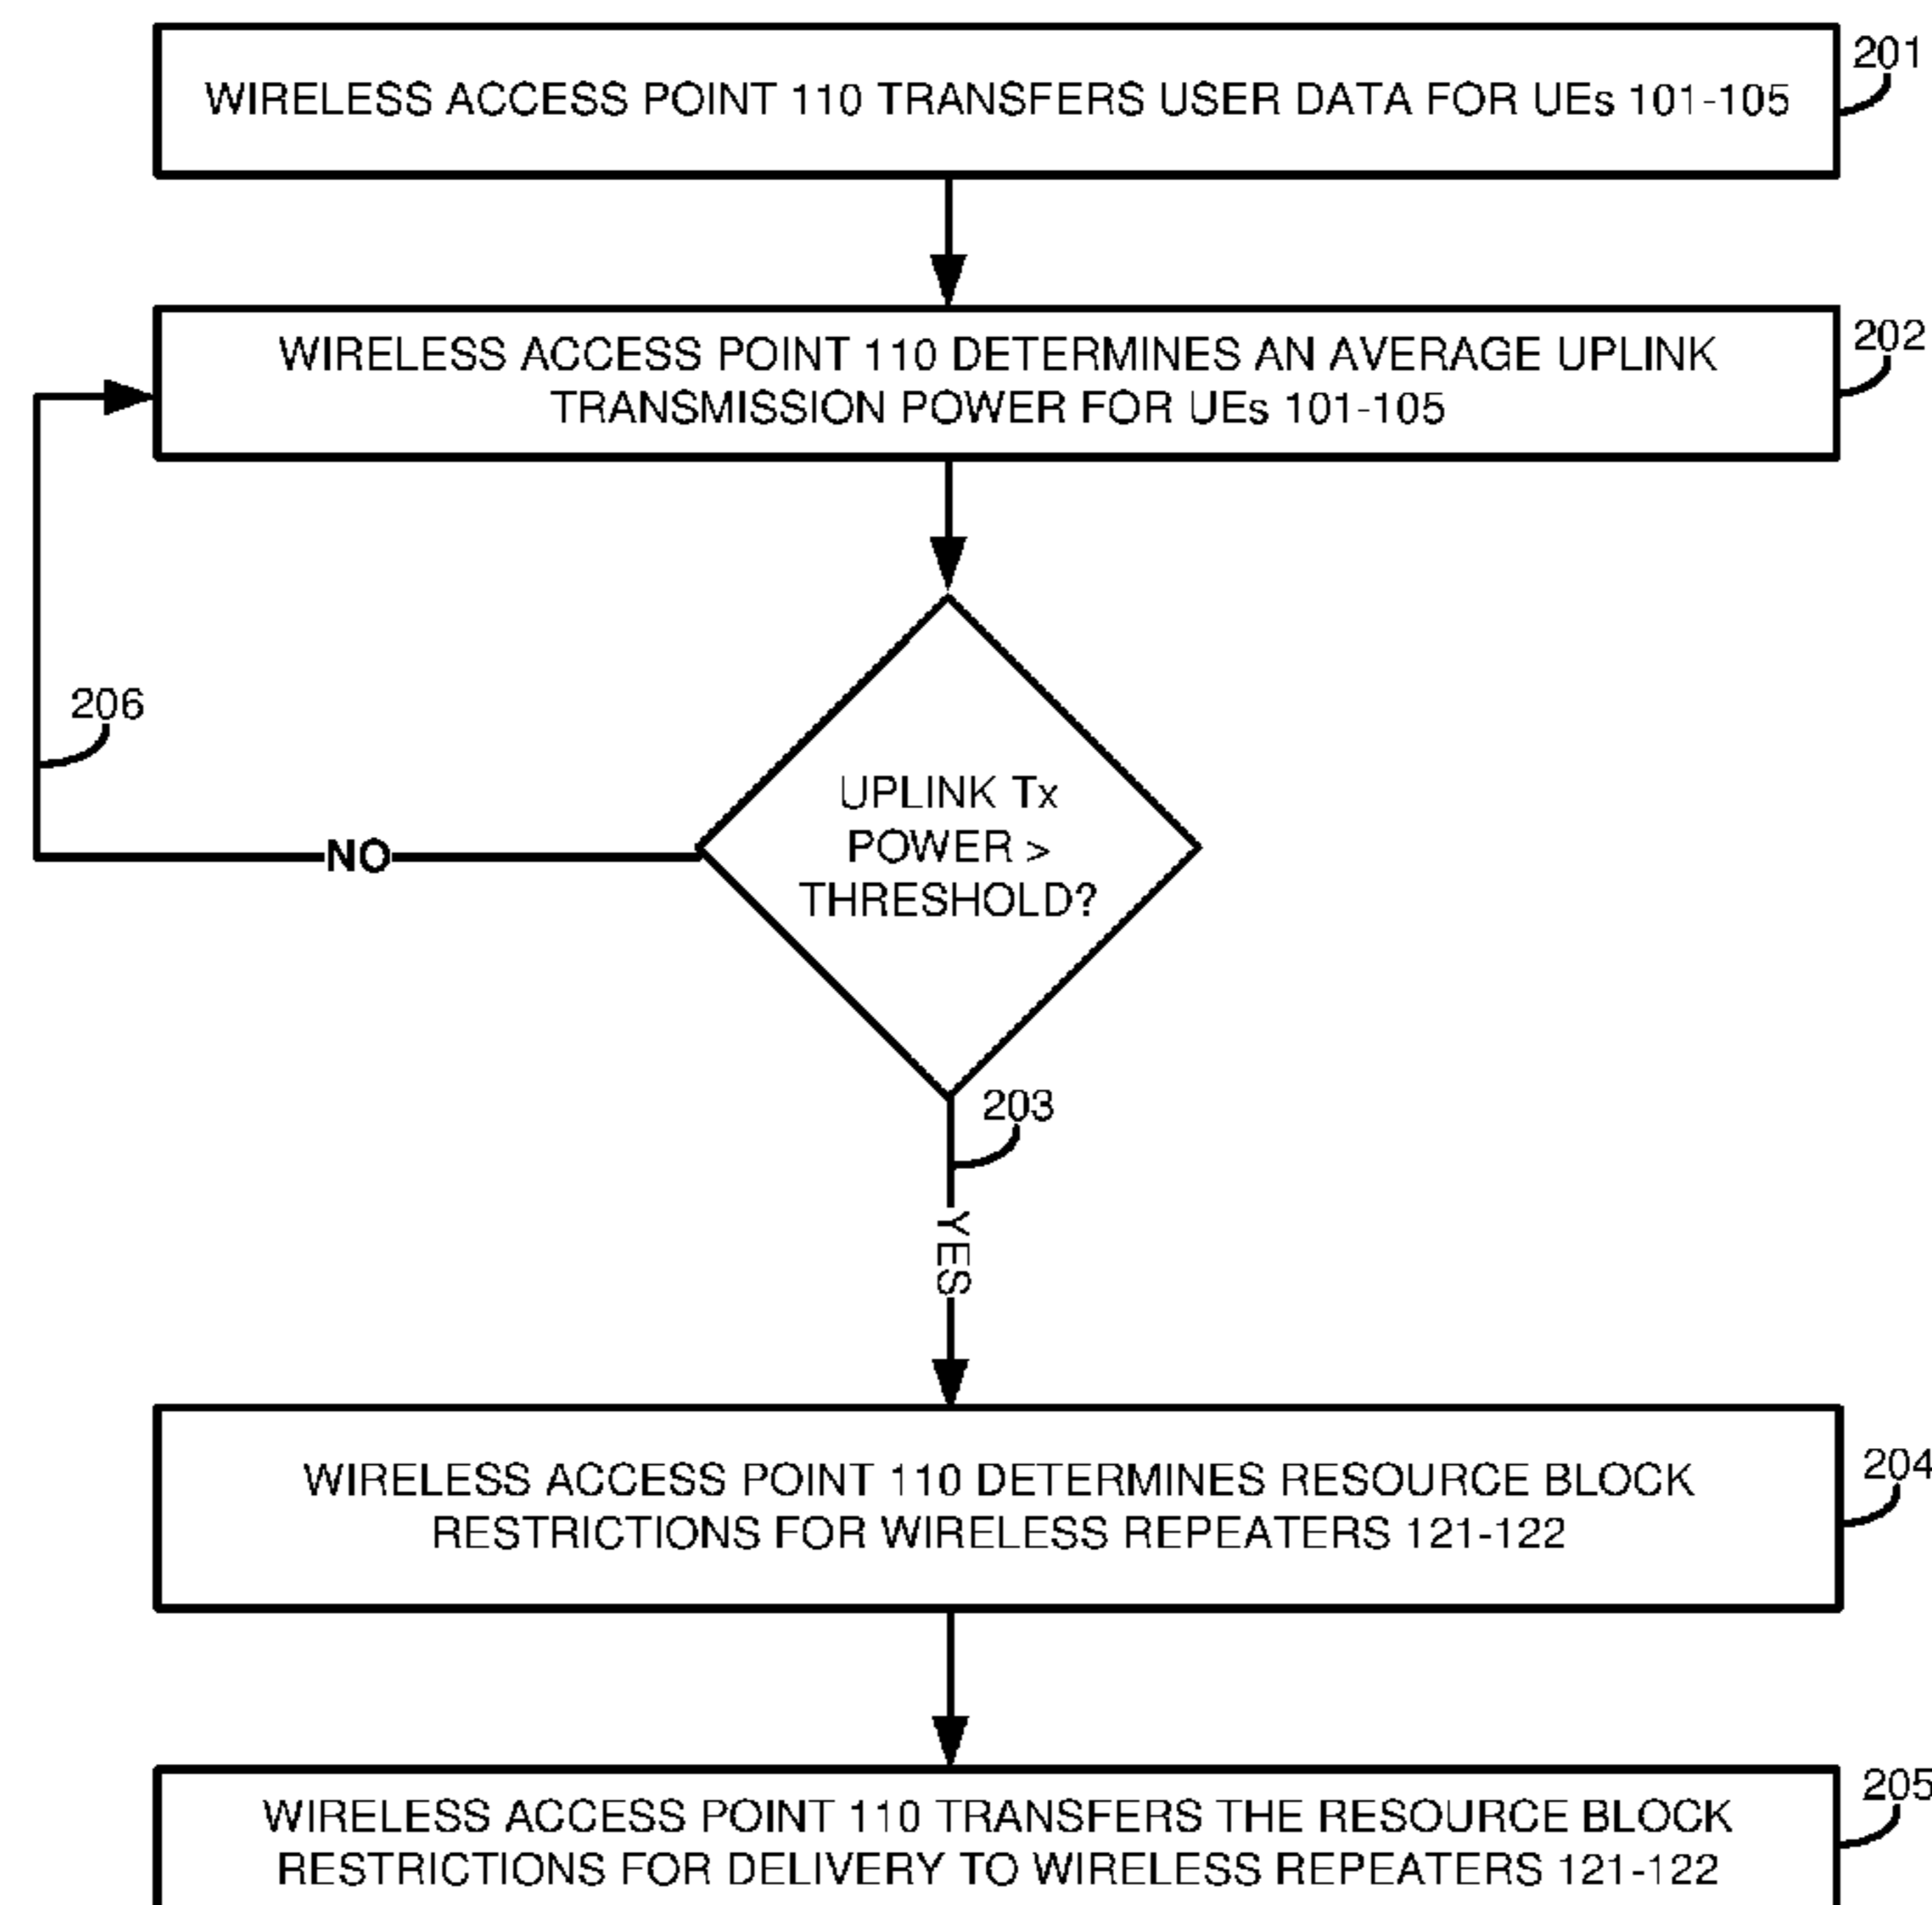 201
WIRELESS ACCESS POINT 110 TRANSFERS USER DATA FOR UEs 101-105
202
WIRELESS ACCESS POINT 110 DETERMINES AN AVERAGE UPLINK
TRANSMISSION POWER FOR UEs 101-105
206
UPLINK Tx
POWER >
THRESHOLD?
NO
203
YES
204
WIRELESS ACCESS POINT 110 DETERMINES RESOURCE BLOCK
RESTRICTIONS FOR WIRELESS REPEATERS 121-122
205
WIRELESS ACCESS POINT 110 TRANSFERS THE RESOURCE BLOCK
RESTRICTIONS FOR DELIVERY TO WIRELESS REPEATERS 121-122